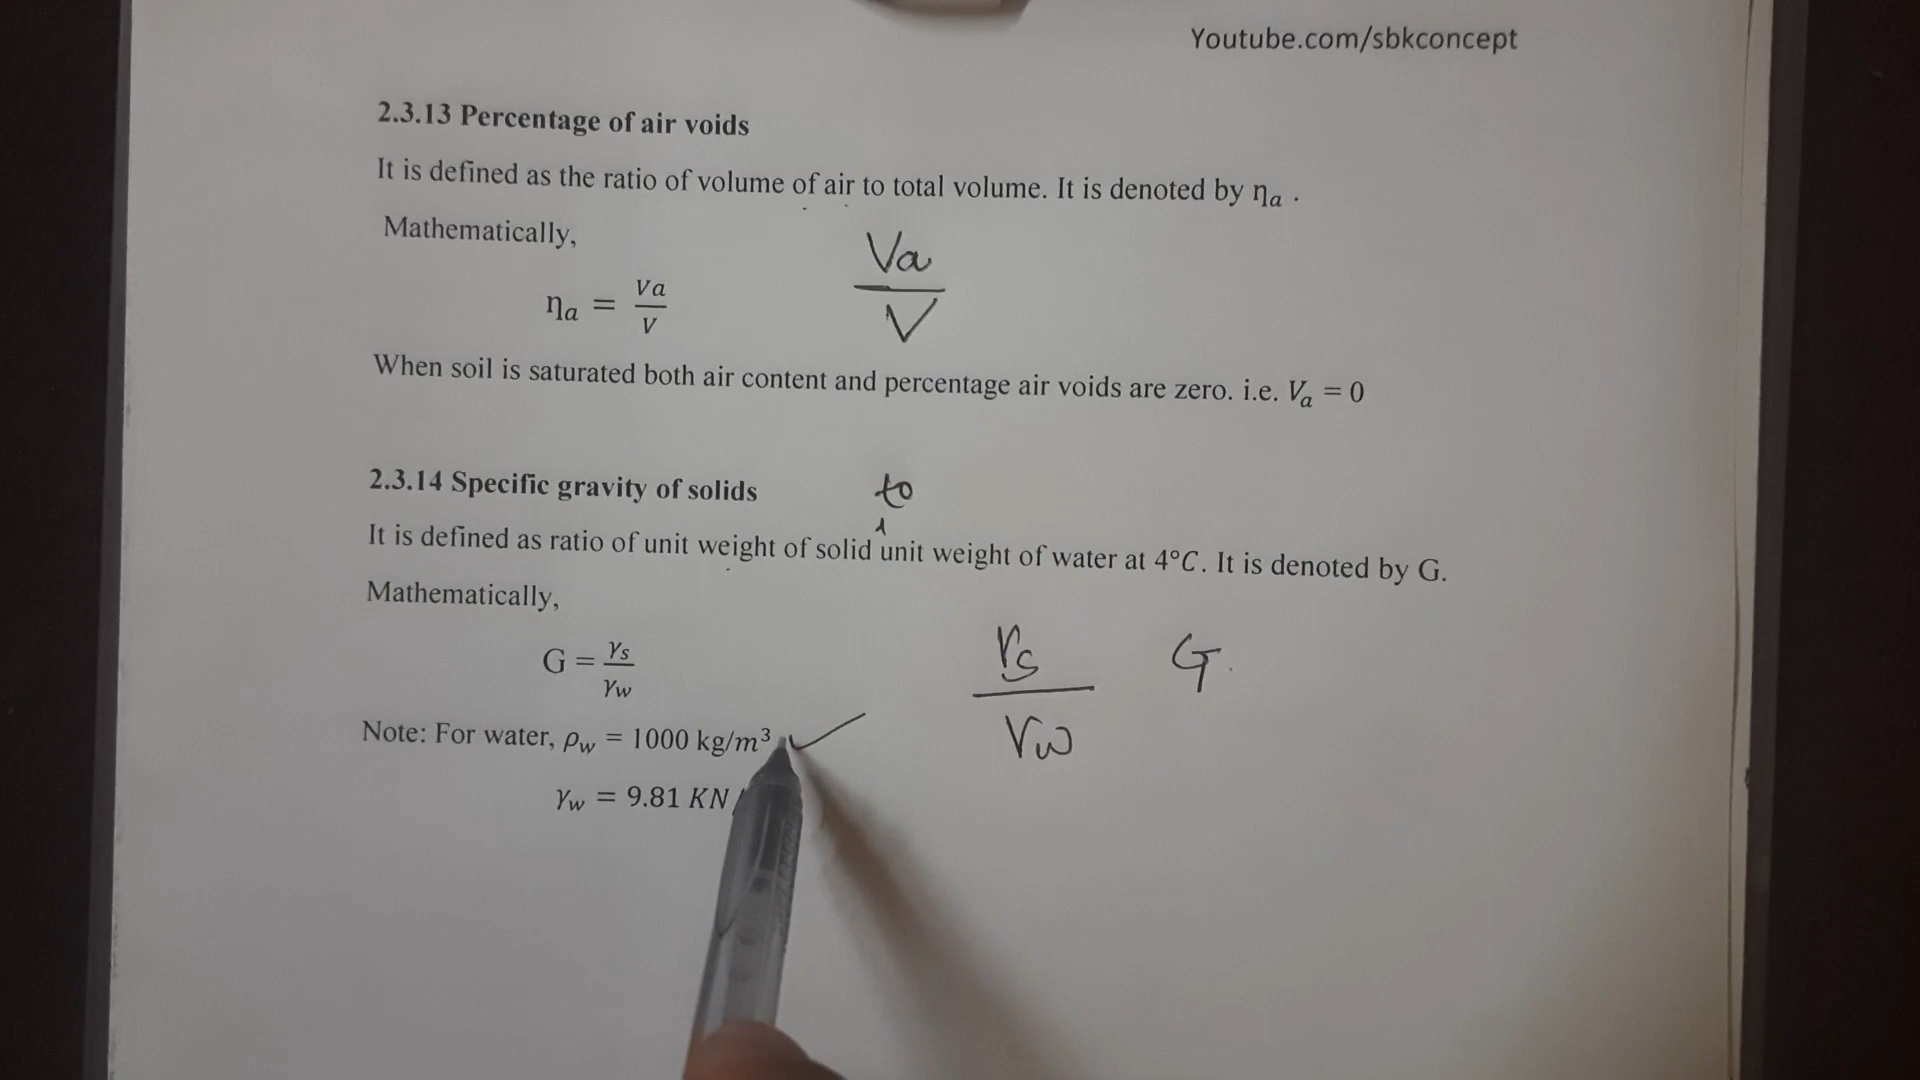 Youtube.com/sbkconcept
2.3.13 Percentage of air voids
It is defined as the ratio of volume of air to total volume. It is denoted by ηa .
Mathematically,
Va
V
ηa = Va/V
When soil is saturated both air content and percentage air voids are zero. i.e. Va = 0
2.3.14 Specific gravity of solids
to
It is defined as ratio of unit weight of solid unit weight of water at 4°C. It is denoted by G.
Mathematically,
G = γs/γw
γs
γw
G
Note: For water, ρw = 1000 kg/m³
γw = 9.81 KN/